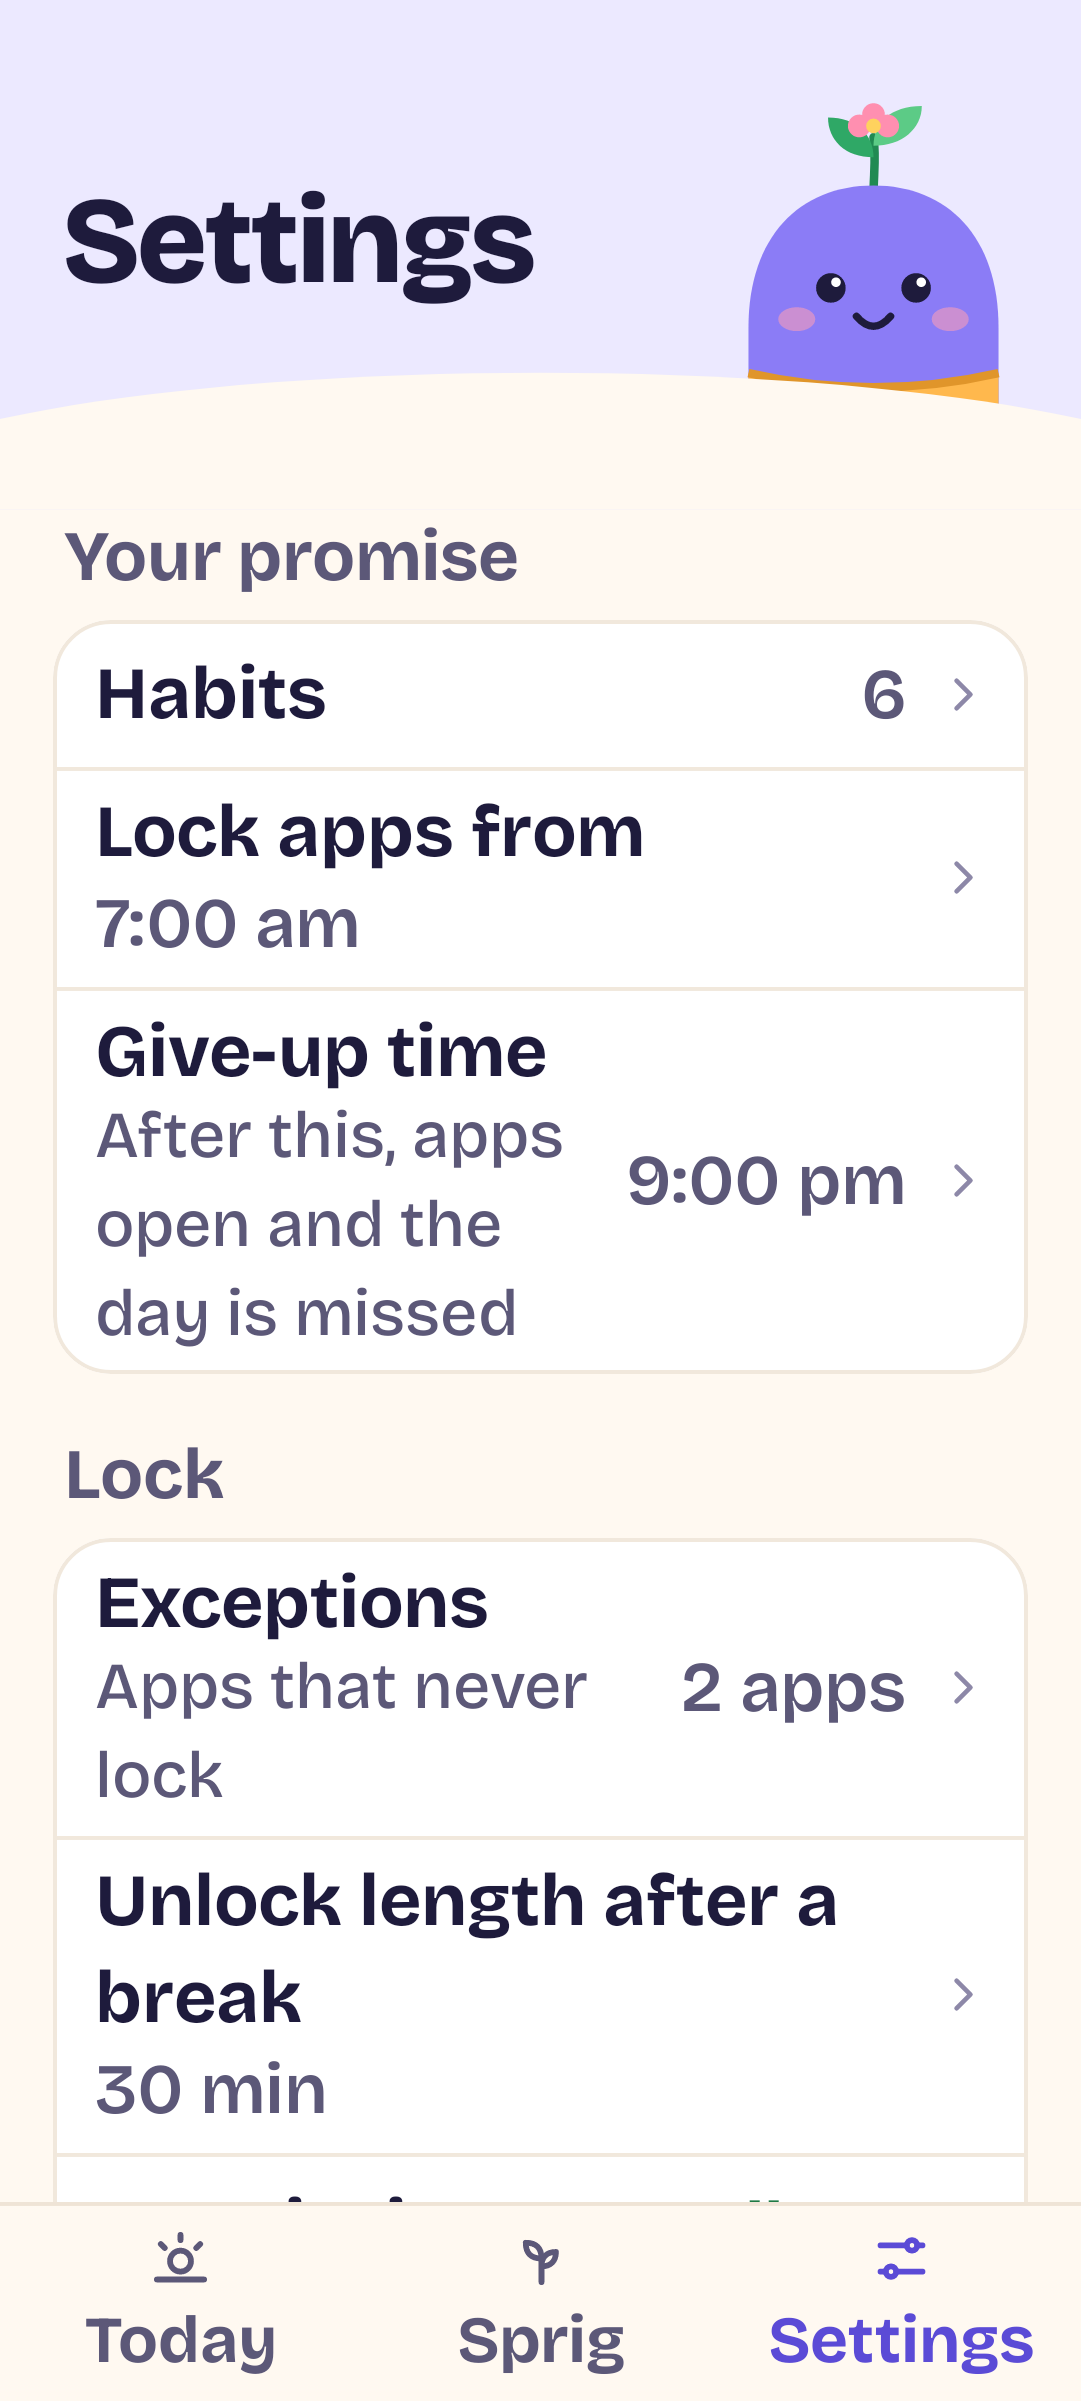 Settings
Your promise
Habits
6
Lock apps from
7:00 am
Give-up time
After this, apps
open and the
day is missed
9:00 pm
Lock
Exceptions
Apps that never
lock
2 apps
Unlock length after a
break
30 min
Today
Sprig
Settings